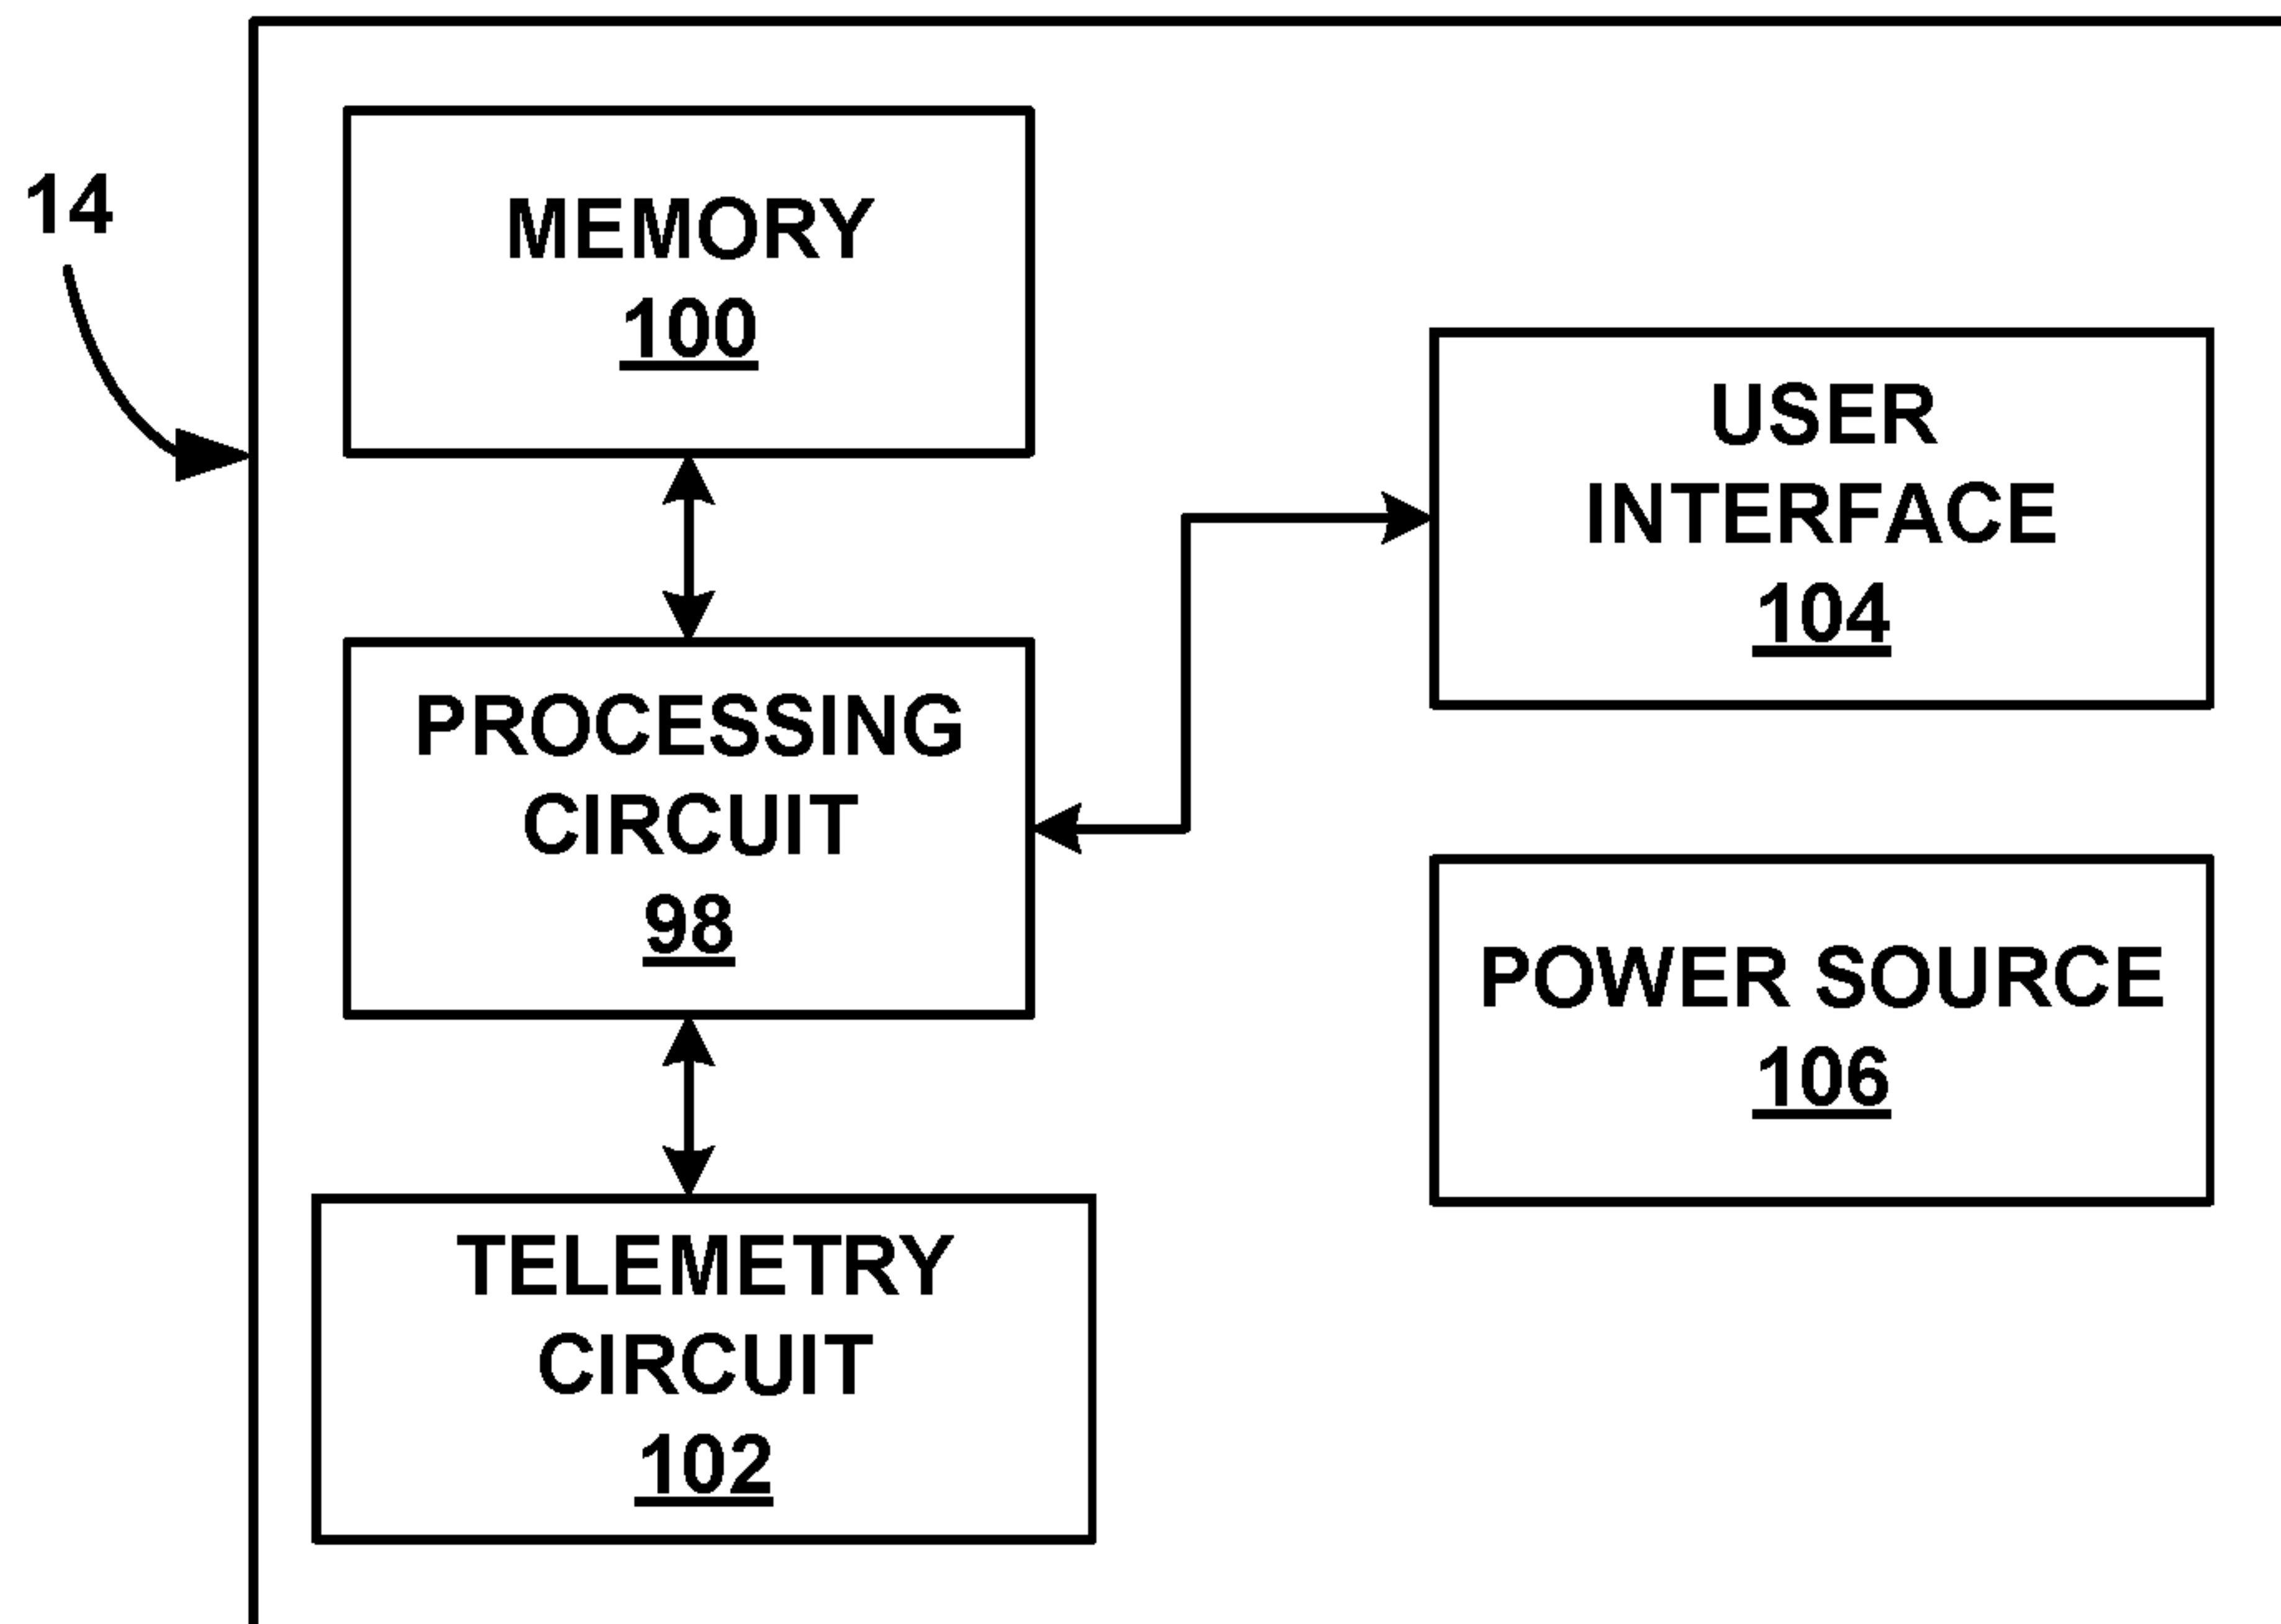 14
MEMORY
100
USER
INTERFACE
104
PROCESSING
CIRCUIT
98
POWER SOURCE
106
TELEMETRY
CIRCUIT
102